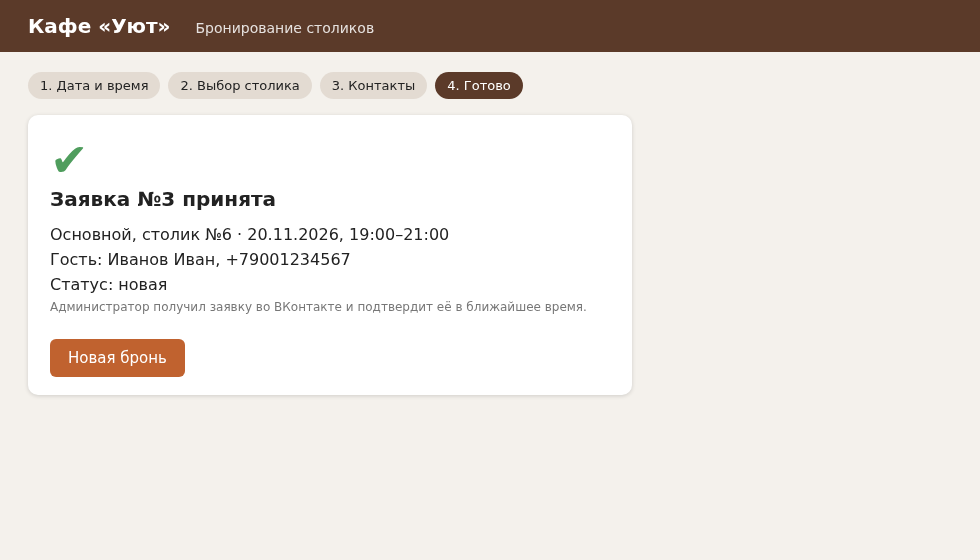 Кафе «Уют» Бронирование столиков
1. Дата и время 2. Выбор столика 3. Контакты 4. Готово
Заявка №3 принята
Основной, столик №6 · 20.11.2026, 19:00–21:00
Гость: Иванов Иван, +79001234567
Статус: новая
Администратор получил заявку во ВКонтакте и подтвердит её в ближайшее время.
Новая бронь